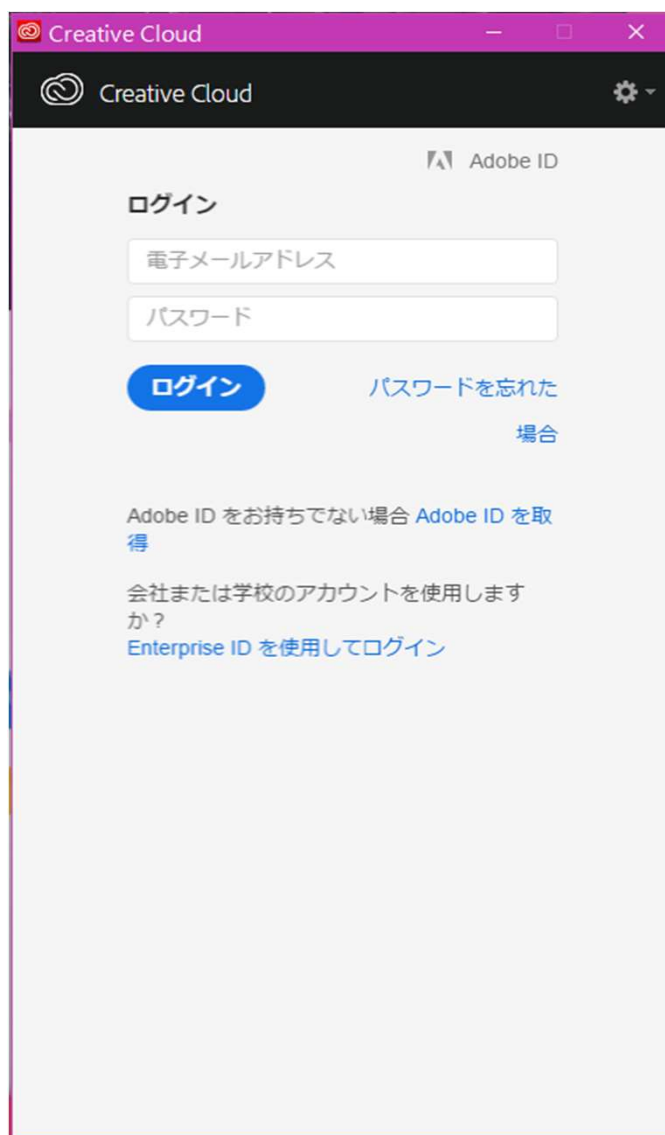 Creative Cloud
Creative Cloud
Adobe ID
ログイン
電子メールアドレス
パスワード
ログイン
パスワードを忘れた
場合
Adobe ID をお持ちでない場合 Adobe ID を取
得
会社または学校のアカウントを使用します
か？
Enterprise ID を使用してログイン